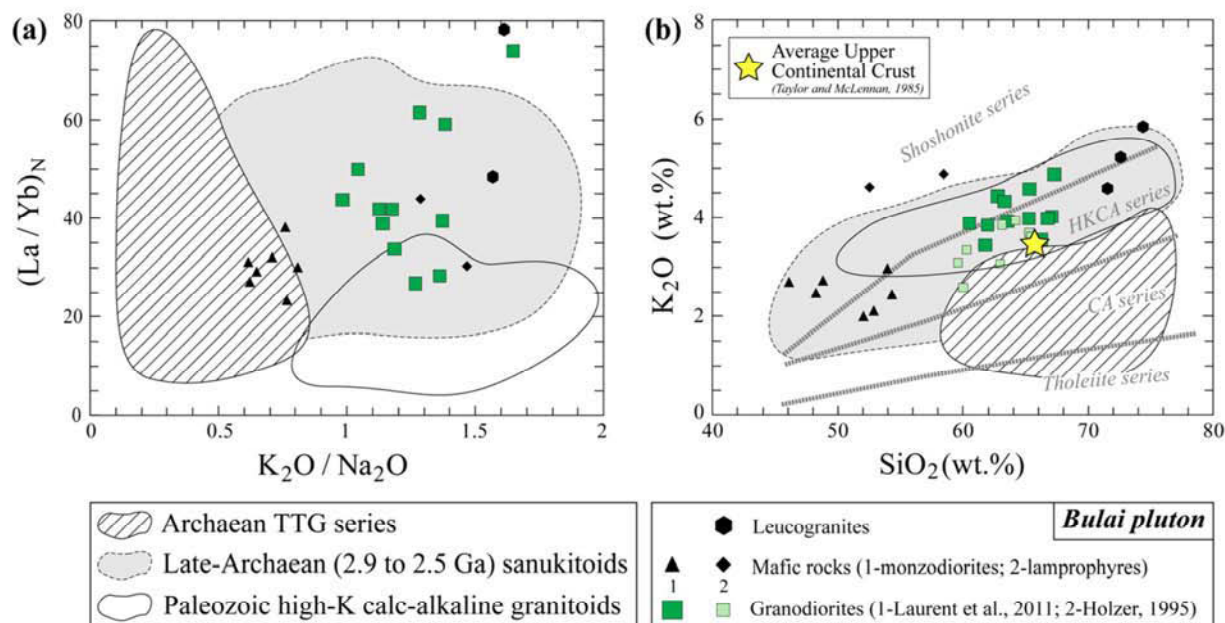 (a)
(La / Yb)N
80
60
40
20
0
0
0.5
1
1.5
2
K2O / Na2O
(b)
K2O (wt.%)
8
6
4
2
0
40
50
60
70
80
SiO2 (wt.%)
Average Upper
Continental Crust
(Taylor and McLennan, 1985)
Shoshonite series
HKCA series
CA series
Tholeiite series
Archaean TTG series
Late-Archaean (2.9 to 2.5 Ga) sanukitoids
Paleozoic high-K calc-alkaline granitoids
Bulai pluton
Leucogranites
Mafic rocks (1-monzodiorites; 2-lamprophyres)
1 2
Granodiorites (1-Laurent et al., 2011; 2-Holzer, 1995)